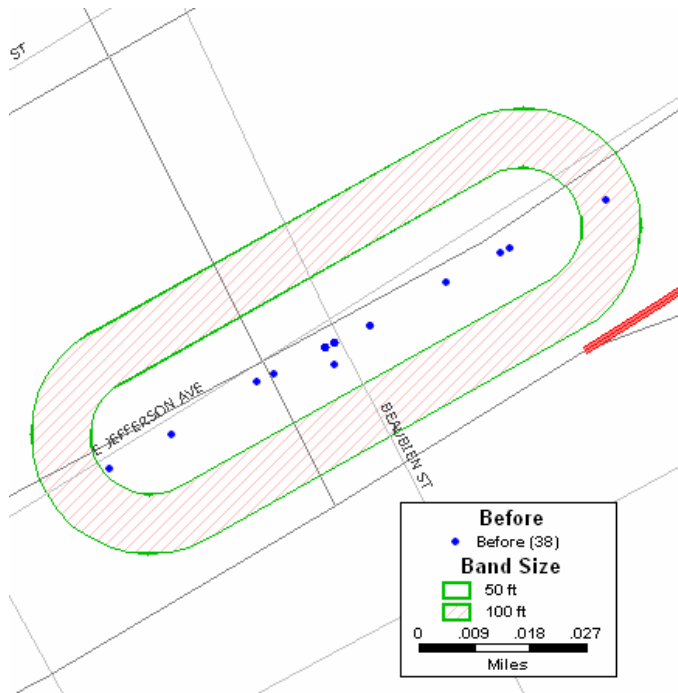 ST
E JEFFERSON AVE
BEAUBIEN ST
Before
Before (38)
Band Size
50 ft
100 ft
0 .009 .018 .027
Miles